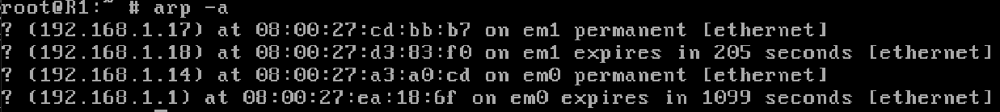 root@R1:~ # arp -a
? (192.168.1.17) at 08:00:27:cd:bb:b7 on em1 permanent [ethernet]
? (192.168.1.18) at 08:00:27:d3:83:f0 on em1 expires in 205 seconds [ethernet]
? (192.168.1.14) at 08:00:27:a3:a0:cd on em0 permanent [ethernet]
? (192.168.1.1) at 08:00:27:ea:18:6f on em0 expires in 1099 seconds [ethernet]